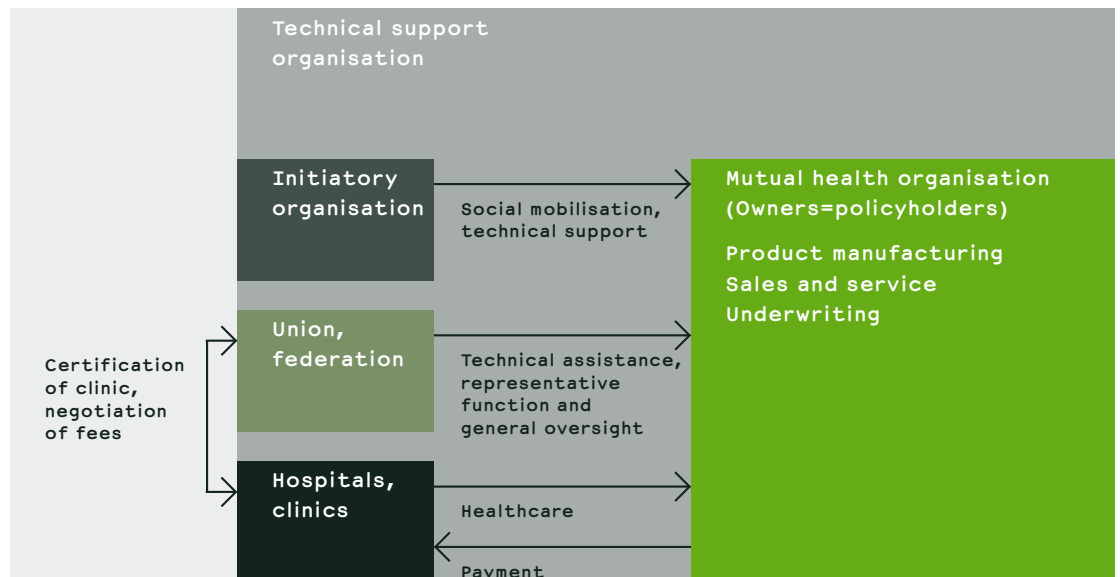 Technical support
organisation
Initiatory
organisation
Social mobilisation,
technical support
Mutual health organisation
(Owners=policyholders)
Product manufacturing
Sales and service
Underwriting
Union,
federation
Technical assistance,
representative
function and
general oversight
Certification
of clinic,
negotiation
of fees
Hospitals,
clinics
Healthcare
Payment